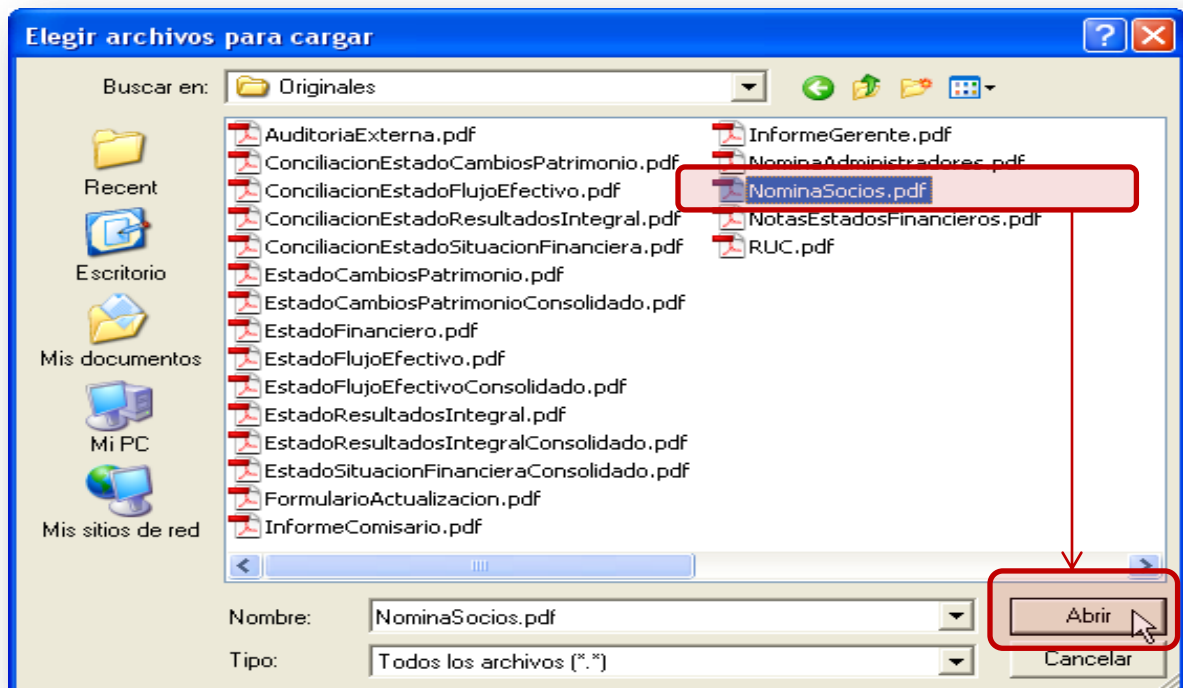 Elegir archivos para cargar
Buscar en: Originales
Recent
Escritorio
Mis documentos
Mi PC
Mis sitios de red
AuditoriaExterna.pdf
ConciliacionEstadoCambiosPatrimonio.pdf
ConciliacionEstadoFlujoEfectivo.pdf
ConciliacionEstadoResultadosIntegral.pdf
ConciliacionEstadoSituacionFinanciera.pdf
EstadoCambiosPatrimonio.pdf
EstadoCambiosPatrimonioConsolidado.pdf
EstadoFinanciero.pdf
EstadoFlujoEfectivo.pdf
EstadoFlujoEfectivoConsolidado.pdf
EstadoResultadosIntegral.pdf
EstadoResultadosIntegralConsolidado.pdf
EstadoSituacionFinancieraConsolidado.pdf
FormularioActualizacion.pdf
InformeComisario.pdf
InformeGerente.pdf
NominaAdministradores.pdf
NominaSocios.pdf
NotasEstadosFinancieros.pdf
RUC.pdf
Nombre: NominaSocios.pdf Abrir
Tipo: Todos los archivos (*.*) Cancelar